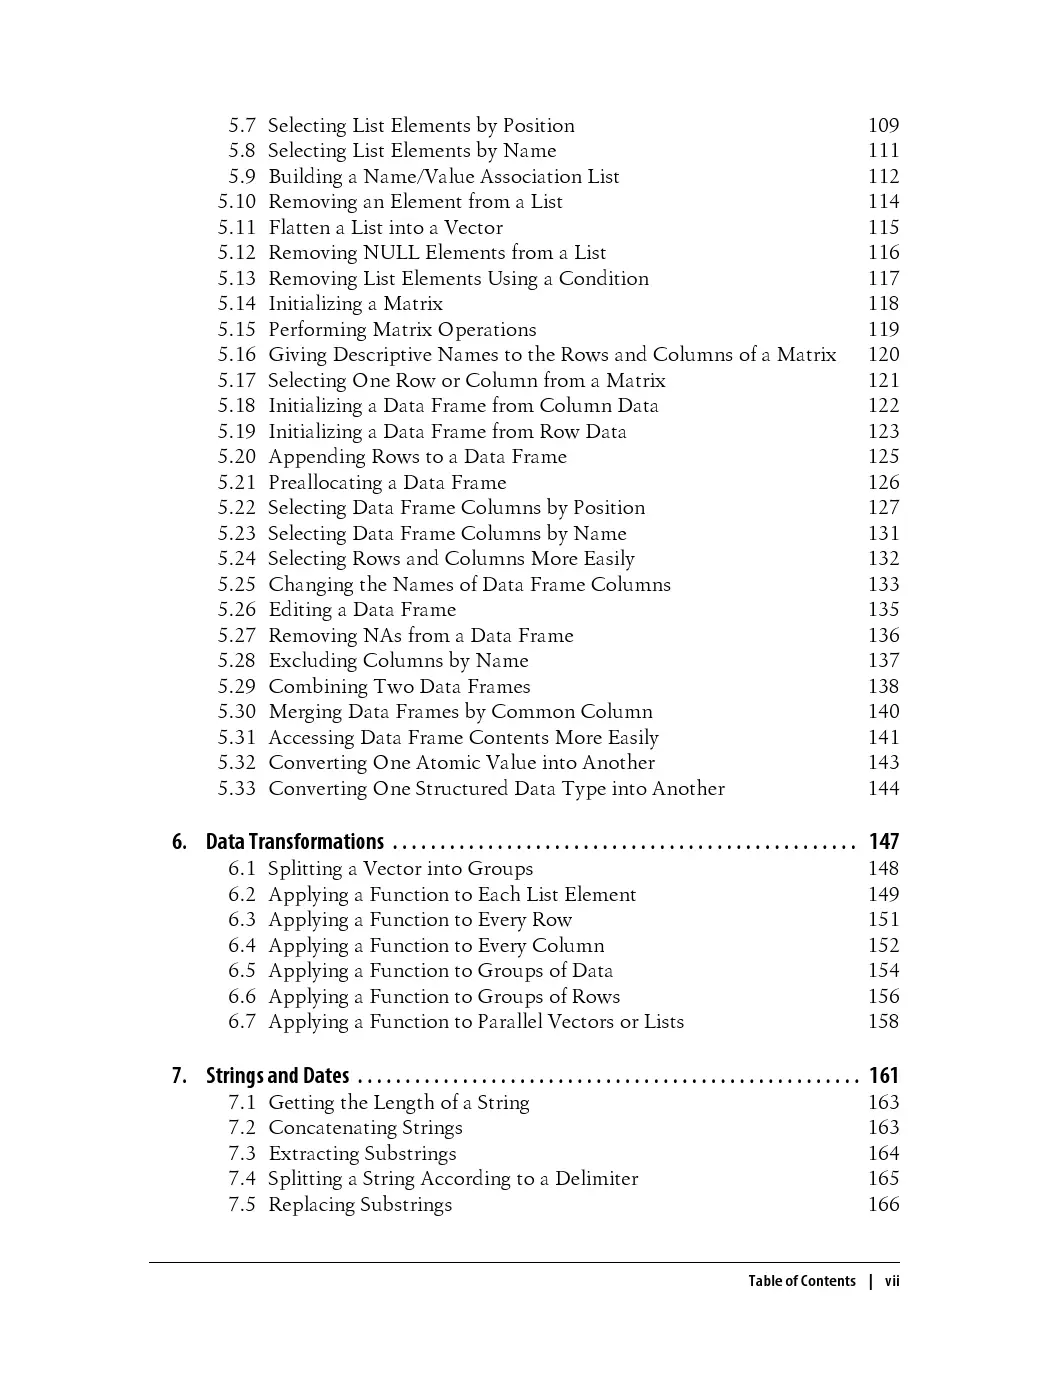 5.7 Selecting List Elements by Position 109
5.8 Selecting List Elements by Name 111
5.9 Building a Name/Value Association List 112
5.10 Removing an Element from a List 114
5.11 Flatten a List into a Vector 115
5.12 Removing NULL Elements from a List 116
5.13 Removing List Elements Using a Condition 117
5.14 Initializing a Matrix 118
5.15 Performing Matrix Operations 119
5.16 Giving Descriptive Names to the Rows and Columns of a Matrix 120
5.17 Selecting One Row or Column from a Matrix 121
5.18 Initializing a Data Frame from Column Data 122
5.19 Initializing a Data Frame from Row Data 123
5.20 Appending Rows to a Data Frame 125
5.21 Preallocating a Data Frame 126
5.22 Selecting Data Frame Columns by Position 127
5.23 Selecting Data Frame Columns by Name 131
5.24 Selecting Rows and Columns More Easily 132
5.25 Changing the Names of Data Frame Columns 133
5.26 Editing a Data Frame 135
5.27 Removing NAs from a Data Frame 136
5.28 Excluding Columns by Name 137
5.29 Combining Two Data Frames 138
5.30 Merging Data Frames by Common Column 140
5.31 Accessing Data Frame Contents More Easily 141
5.32 Converting One Atomic Value into Another 143
5.33 Converting One Structured Data Type into Another 144
6. Data Transformations . . . . . . . . . . . . . . . . . . . . . . . . . . . . . . . . . . . . . . . . . . . . . . . . . 147
6.1 Splitting a Vector into Groups 148
6.2 Applying a Function to Each List Element 149
6.3 Applying a Function to Every Row 151
6.4 Applying a Function to Every Column 152
6.5 Applying a Function to Groups of Data 154
6.6 Applying a Function to Groups of Rows 156
6.7 Applying a Function to Parallel Vectors or Lists 158
7. Strings and Dates . . . . . . . . . . . . . . . . . . . . . . . . . . . . . . . . . . . . . . . . . . . . . . . . . . . . . 161
7.1 Getting the Length of a String 163
7.2 Concatenating Strings 163
7.3 Extracting Substrings 164
7.4 Splitting a String According to a Delimiter 165
7.5 Replacing Substrings 166
Table of Contents | vii